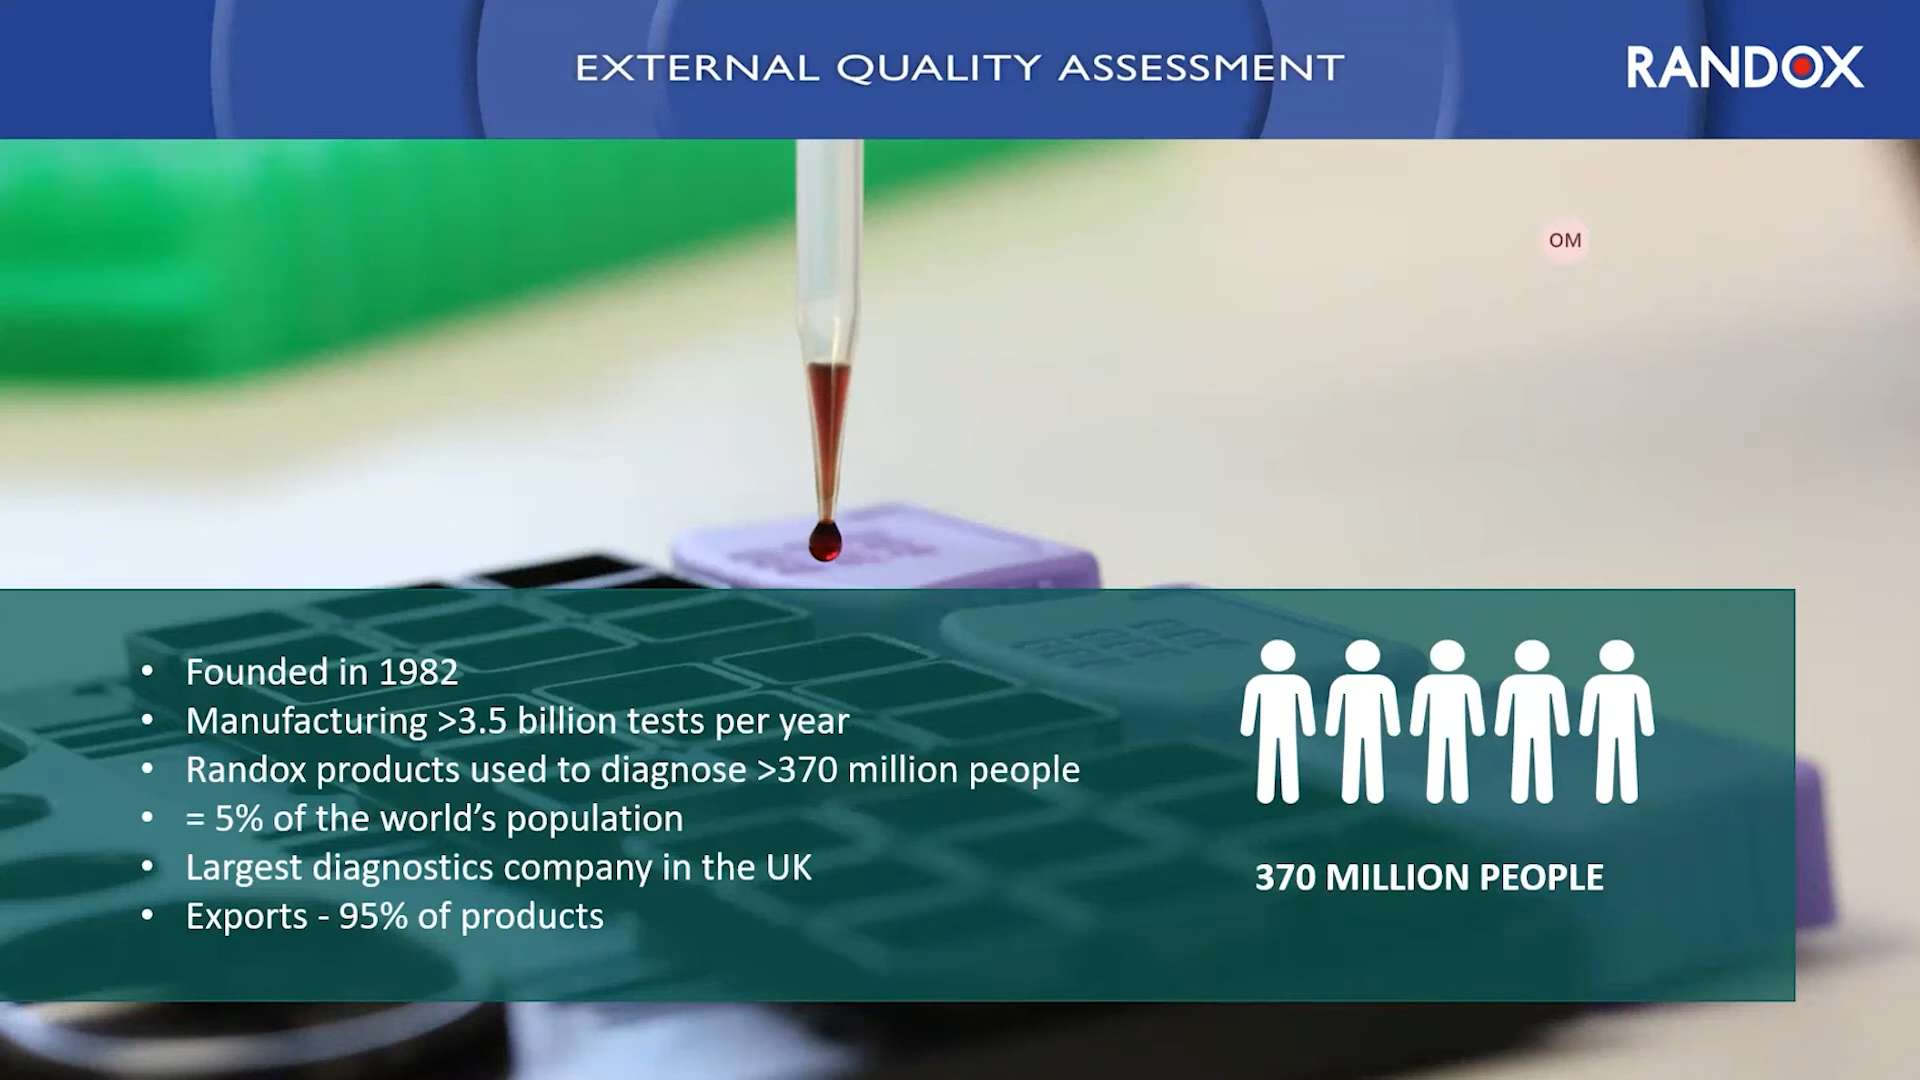 EXTERNAL QUALITY ASSESSMENT
RANDOX
OM
• Founded in 1982
• Manufacturing >3.5 billion tests per year
• Randox products used to diagnose >370 million people
• = 5% of the world’s population
• Largest diagnostics company in the UK
• Exports - 95% of products
370 MILLION PEOPLE